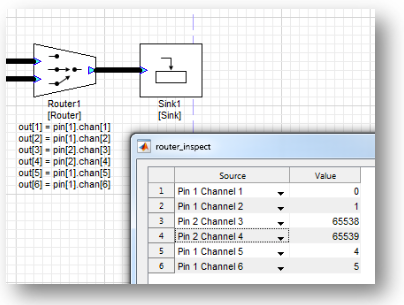 Router1
[Router]
Sink1
[Sink]
out[1] = pin[1].chan[1]
out[2] = pin[1].chan[2]
out[3] = pin[2].chan[3]
out[4] = pin[2].chan[4]
out[5] = pin[1].chan[5]
out[6] = pin[1].chan[6]
router_inspect
Source Value
1 Pin 1 Channel 1 0
2 Pin 1 Channel 2 1
3 Pin 2 Channel 3 65538
4 Pin 2 Channel 4 65539
5 Pin 1 Channel 5 4
6 Pin 1 Channel 6 5